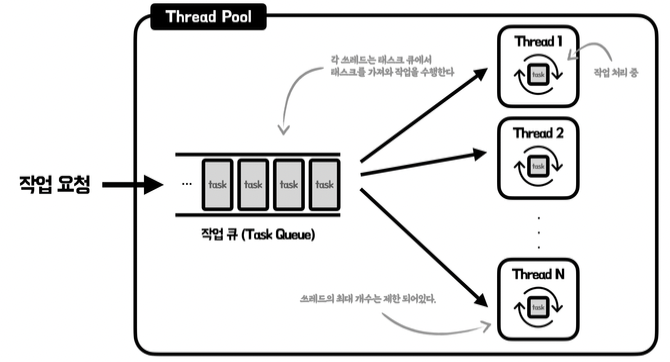 Thread Pool
각 쓰레드는 태스크 큐에서
태스크를 가져와 작업을 수행한다
Thread 1
task
작업 처리 중
Thread 2
task
작업 요청
...
task
task
task
task
작업 큐 (Task Queue)
쓰레드의 최대 개수는 제한 되어있다.
Thread N
task